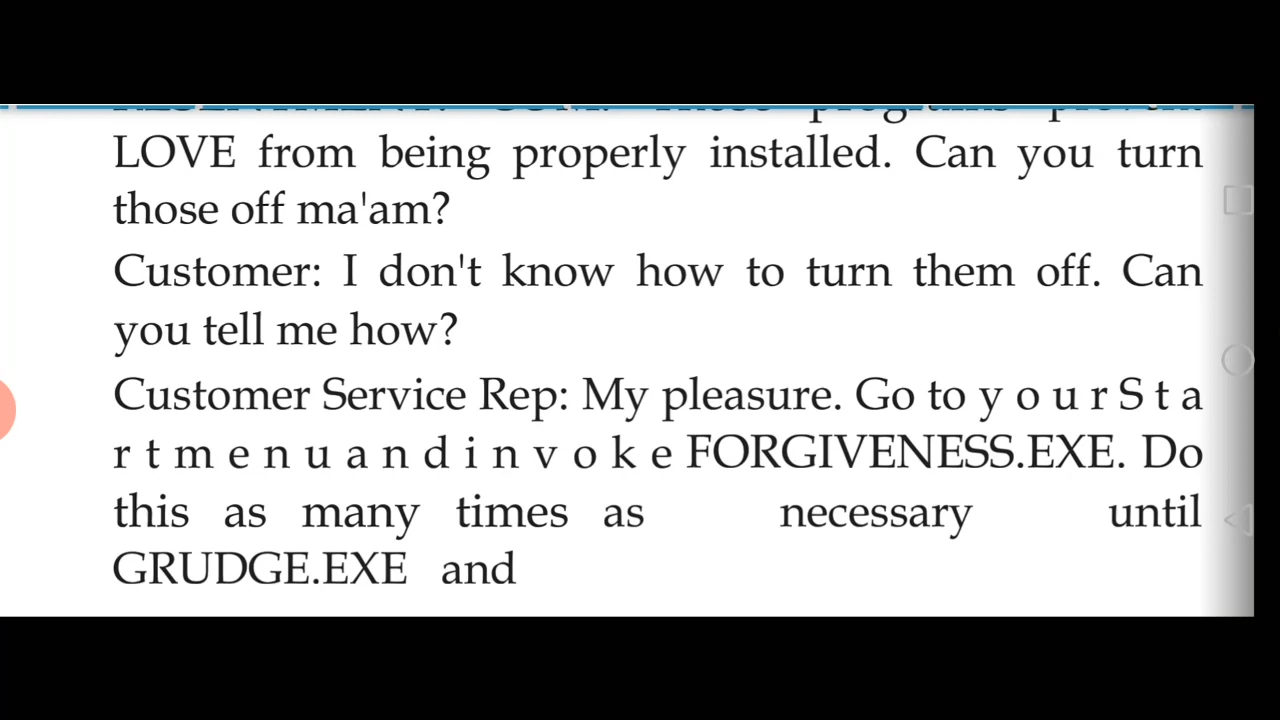 LOVE from being properly installed. Can you turn
those off ma'am?
Customer: I don't know how to turn them off. Can
you tell me how?
Customer Service Rep: My pleasure. Go to y o u r S t a
r t m e n u a n d i n v o k e FORGIVENESS.EXE. Do
this as many times as necessary until
GRUDGE.EXE and